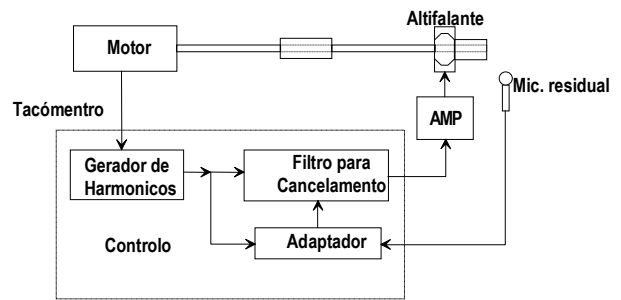 Altifalante
Motor
Mic. residual
Tacómentro
AMP
Gerador de
Harmonicos
Filtro para
Cancelamento
Controlo
Adaptador